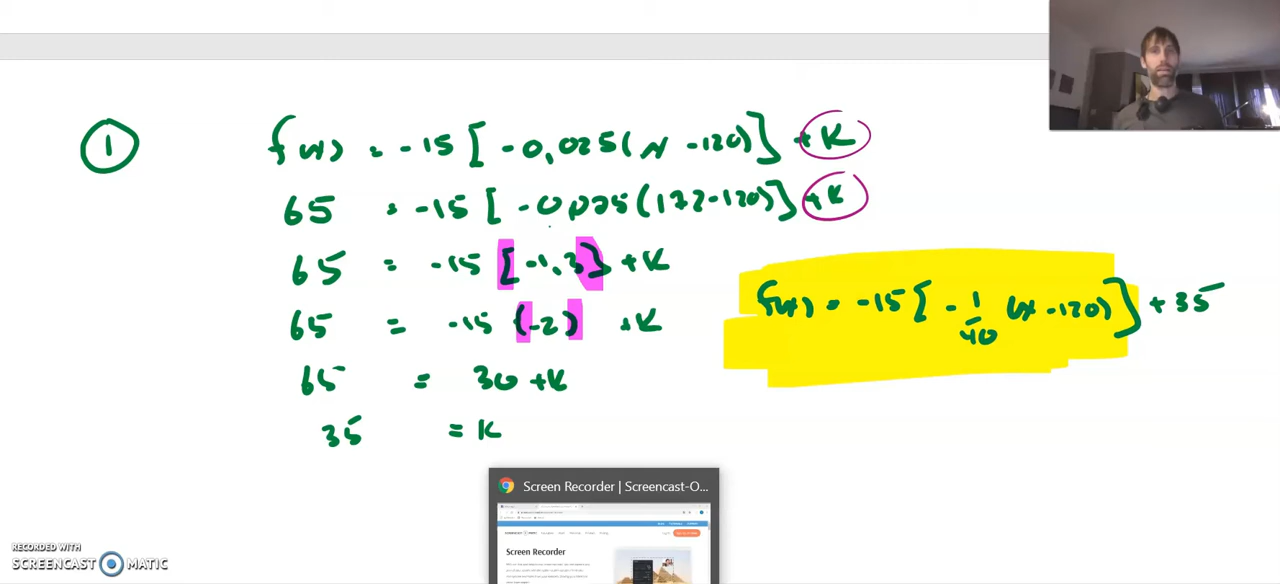 1
f(x) = -15 [ -0,025(x -120)] +K
65 = -15 [ -0,025(172-120)] +K
65 = -15 [-1,3] +K
65 = -15 (-2) +K
65 = 30 +K
35 = K
f(x) = -15 [ -1/40 (x -120)] +35
Screen Recorder | Screencast-O...
Screen Recorder
RECORDED WITH
SCREENCAST MATIC